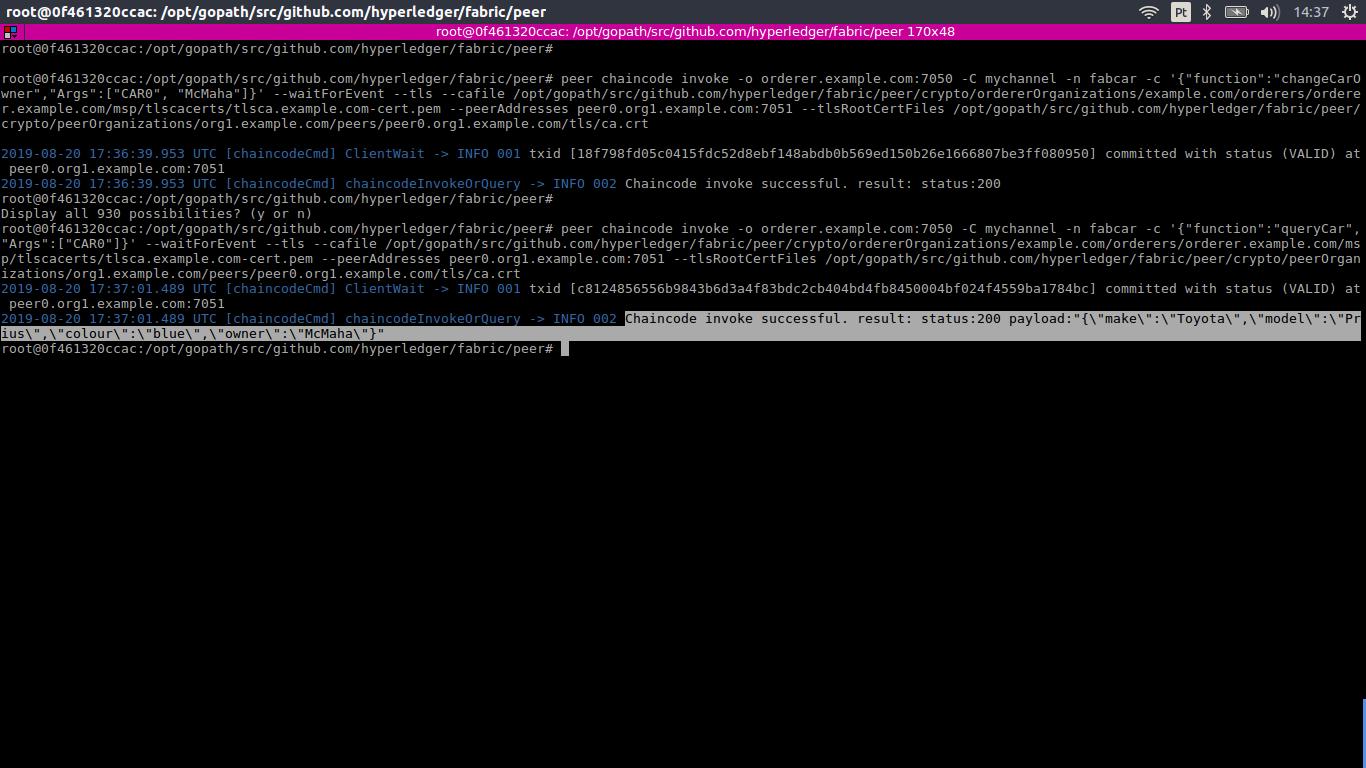 root@0f461320ccac: /opt/gopath/src/github.com/hyperledger/fabric/peer
Pt
14:37
root@0f461320ccac: /opt/gopath/src/github.com/hyperledger/fabric/peer 170x48
root@0f461320ccac:/opt/gopath/src/github.com/hyperledger/fabric/peer#
root@0f461320ccac:/opt/gopath/src/github.com/hyperledger/fabric/peer# peer chaincode invoke -o orderer.example.com:7050 -C mychannel -n fabcar -c '{"function":"changeCarO
wner","Args":["CAR0", "McMaha"]}' --waitForEvent --tls --cafile /opt/gopath/src/github.com/hyperledger/fabric/peer/crypto/ordererOrganizations/example.com/orderers/ordere
r.example.com/msp/tlscacerts/tlsca.example.com-cert.pem --peerAddresses peer0.org1.example.com:7051 --tlsRootCertFiles /opt/gopath/src/github.com/hyperledger/fabric/peer/
crypto/peerOrganizations/org1.example.com/peers/peer0.org1.example.com/tls/ca.crt
2019-08-20 17:36:39.953 UTC [chaincodeCmd] ClientWait -> INFO 001 txid [18f798fd05c0415fdc52d8ebf148abdb0b569ed150b26e1666807be3ff080950] committed with status (VALID) at
peer0.org1.example.com:7051
2019-08-20 17:36:39.953 UTC [chaincodeCmd] chaincodeInvokeOrQuery -> INFO 002 Chaincode invoke successful. result: status:200
root@0f461320ccac:/opt/gopath/src/github.com/hyperledger/fabric/peer#
Display all 930 possibilities? (y or n)
root@0f461320ccac:/opt/gopath/src/github.com/hyperledger/fabric/peer# peer chaincode invoke -o orderer.example.com:7050 -C mychannel -n fabcar -c '{"function":"queryCar",
"Args":["CAR0"]}' --waitForEvent --tls --cafile /opt/gopath/src/github.com/hyperledger/fabric/peer/crypto/ordererOrganizations/example.com/orderers/orderer.example.com/ms
p/tlscacerts/tlsca.example.com-cert.pem --peerAddresses peer0.org1.example.com:7051 --tlsRootCertFiles /opt/gopath/src/github.com/hyperledger/fabric/peer/crypto/peerOrgan
izations/org1.example.com/peers/peer0.org1.example.com/tls/ca.crt
2019-08-20 17:37:01.489 UTC [chaincodeCmd] ClientWait -> INFO 001 txid [c8124856556b9843b6d3a4f83bdc2cb404bd4fb8450004bf024f4559ba1784bc] committed with status (VALID) at
peer0.org1.example.com:7051
2019-08-20 17:37:01.489 UTC [chaincodeCmd] chaincodeInvokeOrQuery -> INFO 002 Chaincode invoke successful. result: status:200 payload:"{\"make\":\"Toyota\",\"model\":\"Pr
ius\",\"colour\":\"blue\",\"owner\":\"McMaha\"}"
root@0f461320ccac:/opt/gopath/src/github.com/hyperledger/fabric/peer#